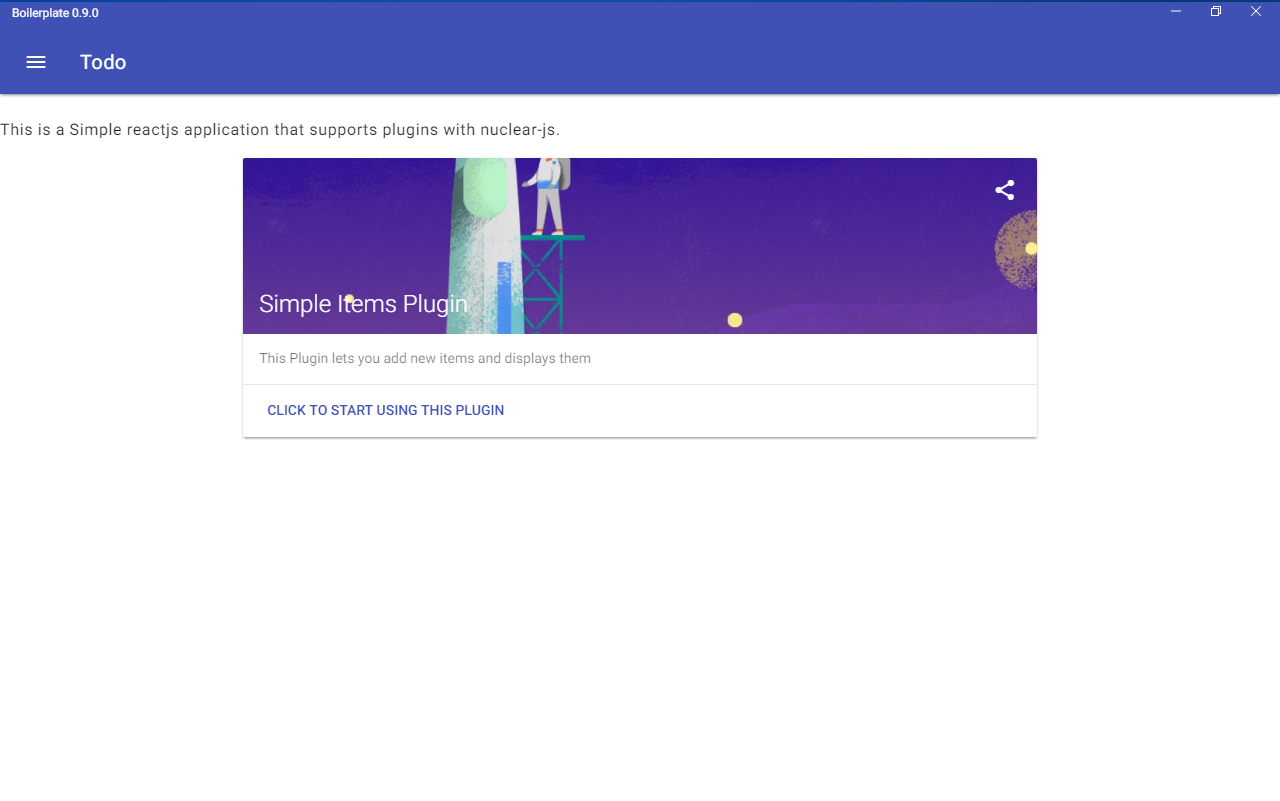 Boilerplate 0.9.0
Todo
This is a Simple reactjs application that supports plugins with nuclear-js.
Simple Items Plugin
This Plugin lets you add new items and displays them
CLICK TO START USING THIS PLUGIN